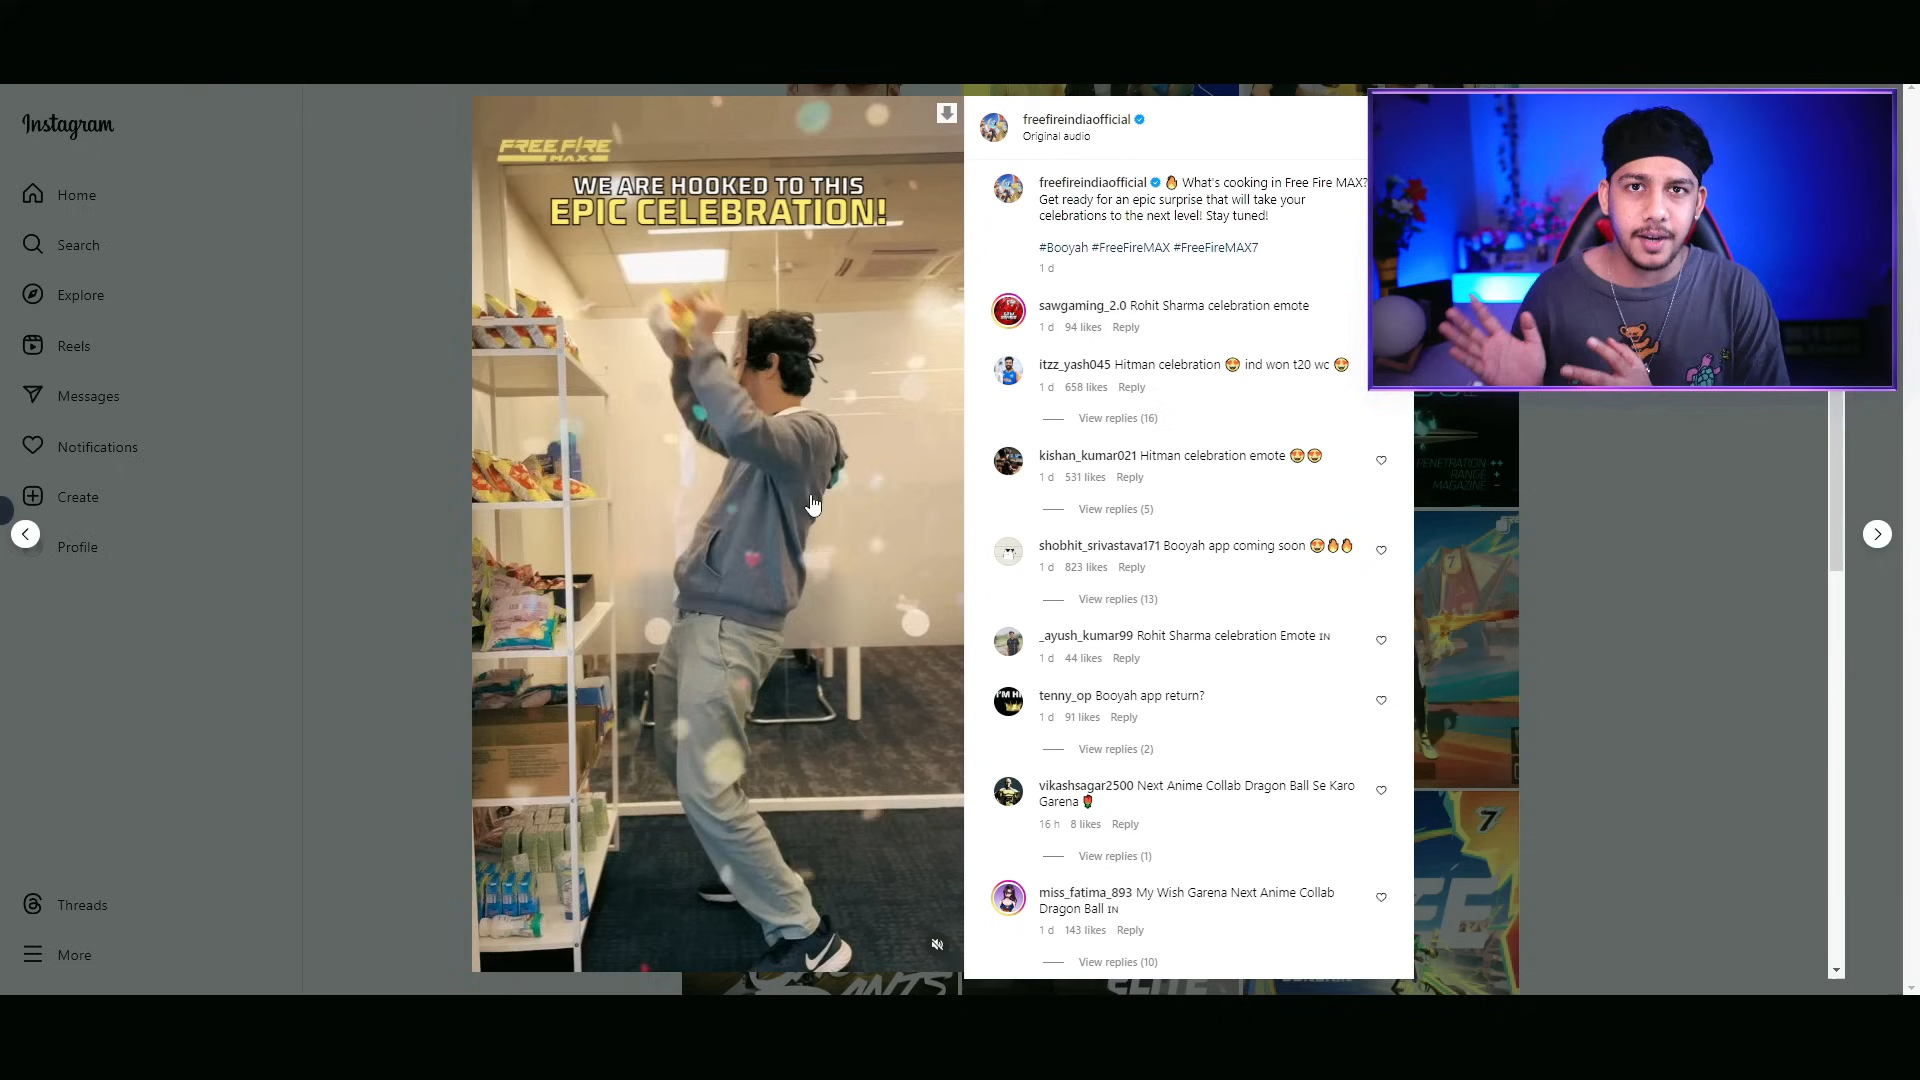 Instagram
Home
Search
Explore
Reels
Messages
Notifications
Create
Profile
Threads
More
FREE FIRE
MAX
WE ARE HOOKED TO THIS
EPIC CELEBRATION!
freefireindiaofficial
Original audio
freefireindiaofficial 🔥 What's cooking in Free Fire MAX?
Get ready for an epic surprise that will take your
celebrations to the next level! Stay tuned!
#Booyah #FreeFireMAX #FreeFireMAX7
1 d
sawgaming_2.0 Rohit Sharma celebration emote
1 d 94 likes Reply
itzz_yash045 Hitman celebration 😍 ind won t20 wc 😍
1 d 658 likes Reply
View replies (16)
kishan_kumar021 Hitman celebration emote 😍😍
1 d 531 likes Reply
View replies (5)
shobhit_srivastava171 Booyah app coming soon 😍🔥🔥
1 d 823 likes Reply
View replies (13)
_ayush_kumar99 Rohit Sharma celebration Emote IN
1 d 44 likes Reply
tenny_op Booyah app return?
1 d 91 likes Reply
View replies (2)
vikashsagar2500 Next Anime Collab Dragon Ball Se Karo
Garena 🌹
16 h 8 likes Reply
View replies (1)
miss_fatima_893 My Wish Garena Next Anime Collab
Dragon Ball IN
1 d 143 likes Reply
View replies (10)
PENETRATION ++
RANGE +
MAGAZINE -
7
ANTS
ELITE